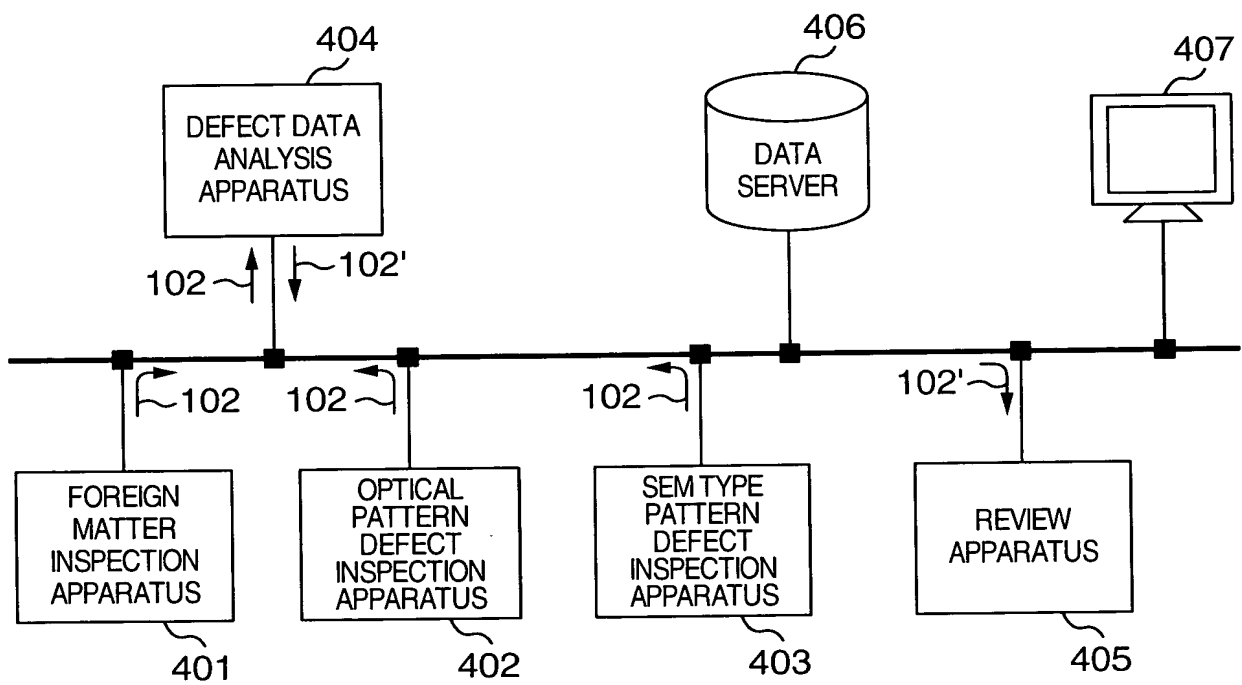 404
406
407
DEFECT DATA
ANALYSIS
APPARATUS
DATA
SERVER
102
102'
102
102
102
102'
FOREIGN
MATTER
INSPECTION
APPARATUS
OPTICAL
PATTERN
DEFECT
INSPECTION
APPARATUS
SEM TYPE
PATTERN
DEFECT
INSPECTION
APPARATUS
REVIEW
APPARATUS
401
402
403
405